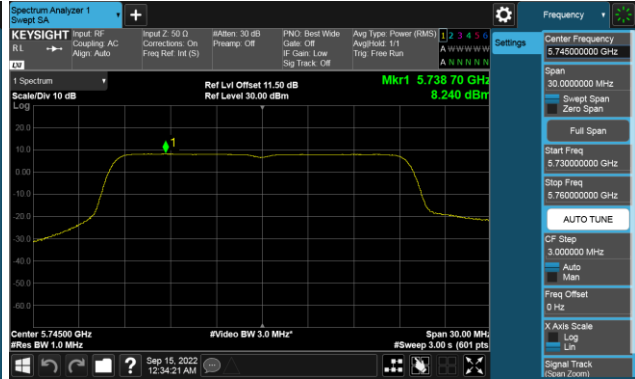 Spectrum Analyzer 1
Swept SA
+
Frequency
KEYSIGHT
RL
Input: RF
Coupling: AC
Align: Auto
Input Z: 50 Ω
Corrections: On
Freq Ref: Int (S)
#Atten: 30 dB
Preamp: Off
PNO: Best Wide
Gate: Off
IF Gain: Low
Sig Track: Off
Avg Type: Power (RMS)
Avg|Hold: 1/1
Trig: Free Run
1 2 3 4 5 6
A W W W W W
A N N N N N
LXI
Settings
1 Spectrum
Scale/Div 10 dB
Log
Ref Lvl Offset 11.50 dB
Ref Level 30.00 dBm
Mkr1 5.738 70 GHz
8.240 dBm
20.0
10.0
0.00
-10.0
-20.0
-30.0
-40.0
-50.0
-60.0
1
Center 5.74500 GHz
#Res BW 1.0 MHz
#Video BW 3.0 MHz*
Span 30.00 MHz
#Sweep 3.00 s (601 pts)
Sep 15, 2022
12:34:21 AM
?
Center Frequency
5.745000000 GHz
Span
30.0000000 MHz
Swept Span
Zero Span
Full Span
Start Freq
5.730000000 GHz
Stop Freq
5.760000000 GHz
AUTO TUNE
CF Step
3.000000 MHz
Auto
Man
Freq Offset
0 Hz
X Axis Scale
Log
Lin
Signal Track
(Span Zoom)